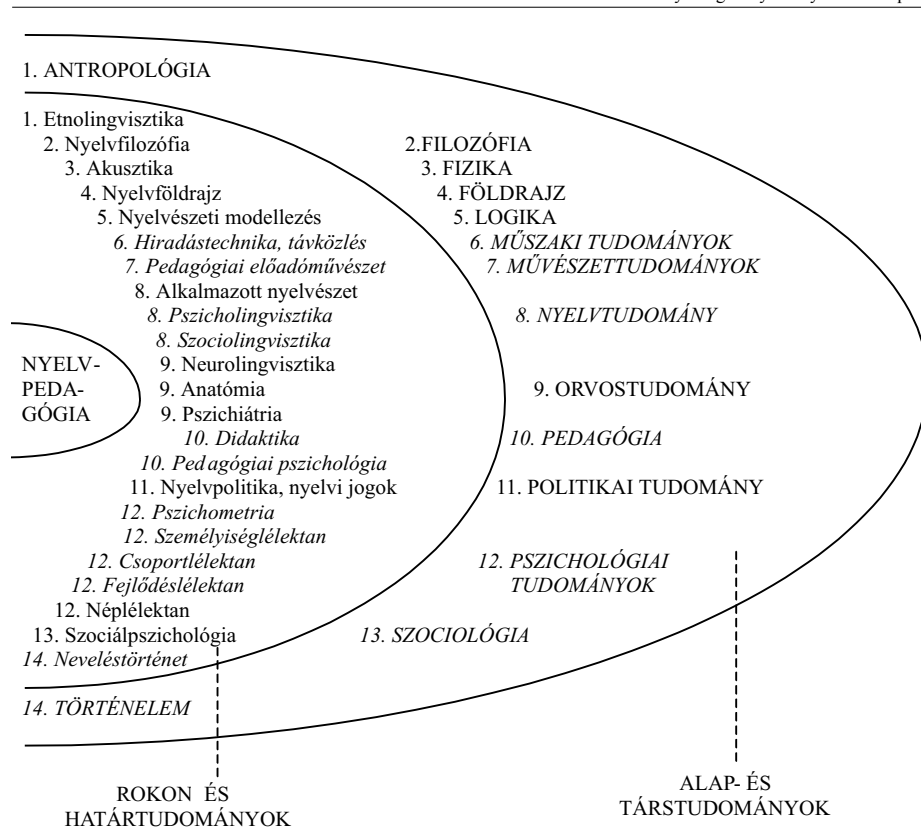 1. ANTROPOLÓGIA
1. Etnolingvisztika
2. Nyelvfilozófia
2.FILOZÓFIA
3. Akusztika
3. FIZIKA
4. Nyelvföldrajz
4. FÖLDRAJZ
5. Nyelvészeti modellezés
5. LOGIKA
6. Hiradástechnika, távközlés
6. MŰSZAKI TUDOMÁNYOK
7. Pedagógiai előadóművészet
7. MŰVÉSZETTUDOMÁNYOK
8. Alkalmazott nyelvészet
8. Pszicholingvisztika
8. NYELVTUDOMÁNY
8. Szociolingvisztika
NYELV-
PEDA-
GÓGIA
9. Neurolingvisztika
9. Anatómia
9. ORVOSTUDOMÁNY
9. Pszichiátria
10. Didaktika
10. PEDAGÓGIA
10. Pedagógiai pszichológia
11. Nyelvpolitika, nyelvi jogok
11. POLITIKAI TUDOMÁNY
12. Pszichometria
12. Személyiséglélektan
12. Csoportlélektan
12. PSZICHOLÓGIAI
TUDOMÁNYOK
12. Fejlődéslélektan
12. Néplélektan
13. Szociálpszichológia
13. SZOCIOLÓGIA
14. Neveléstörténet
14. TÖRTÉNELEM
ROKON ÉS
HATÁRTUDOMÁNYOK
ALAP- ÉS
TÁRSTUDOMÁNYOK